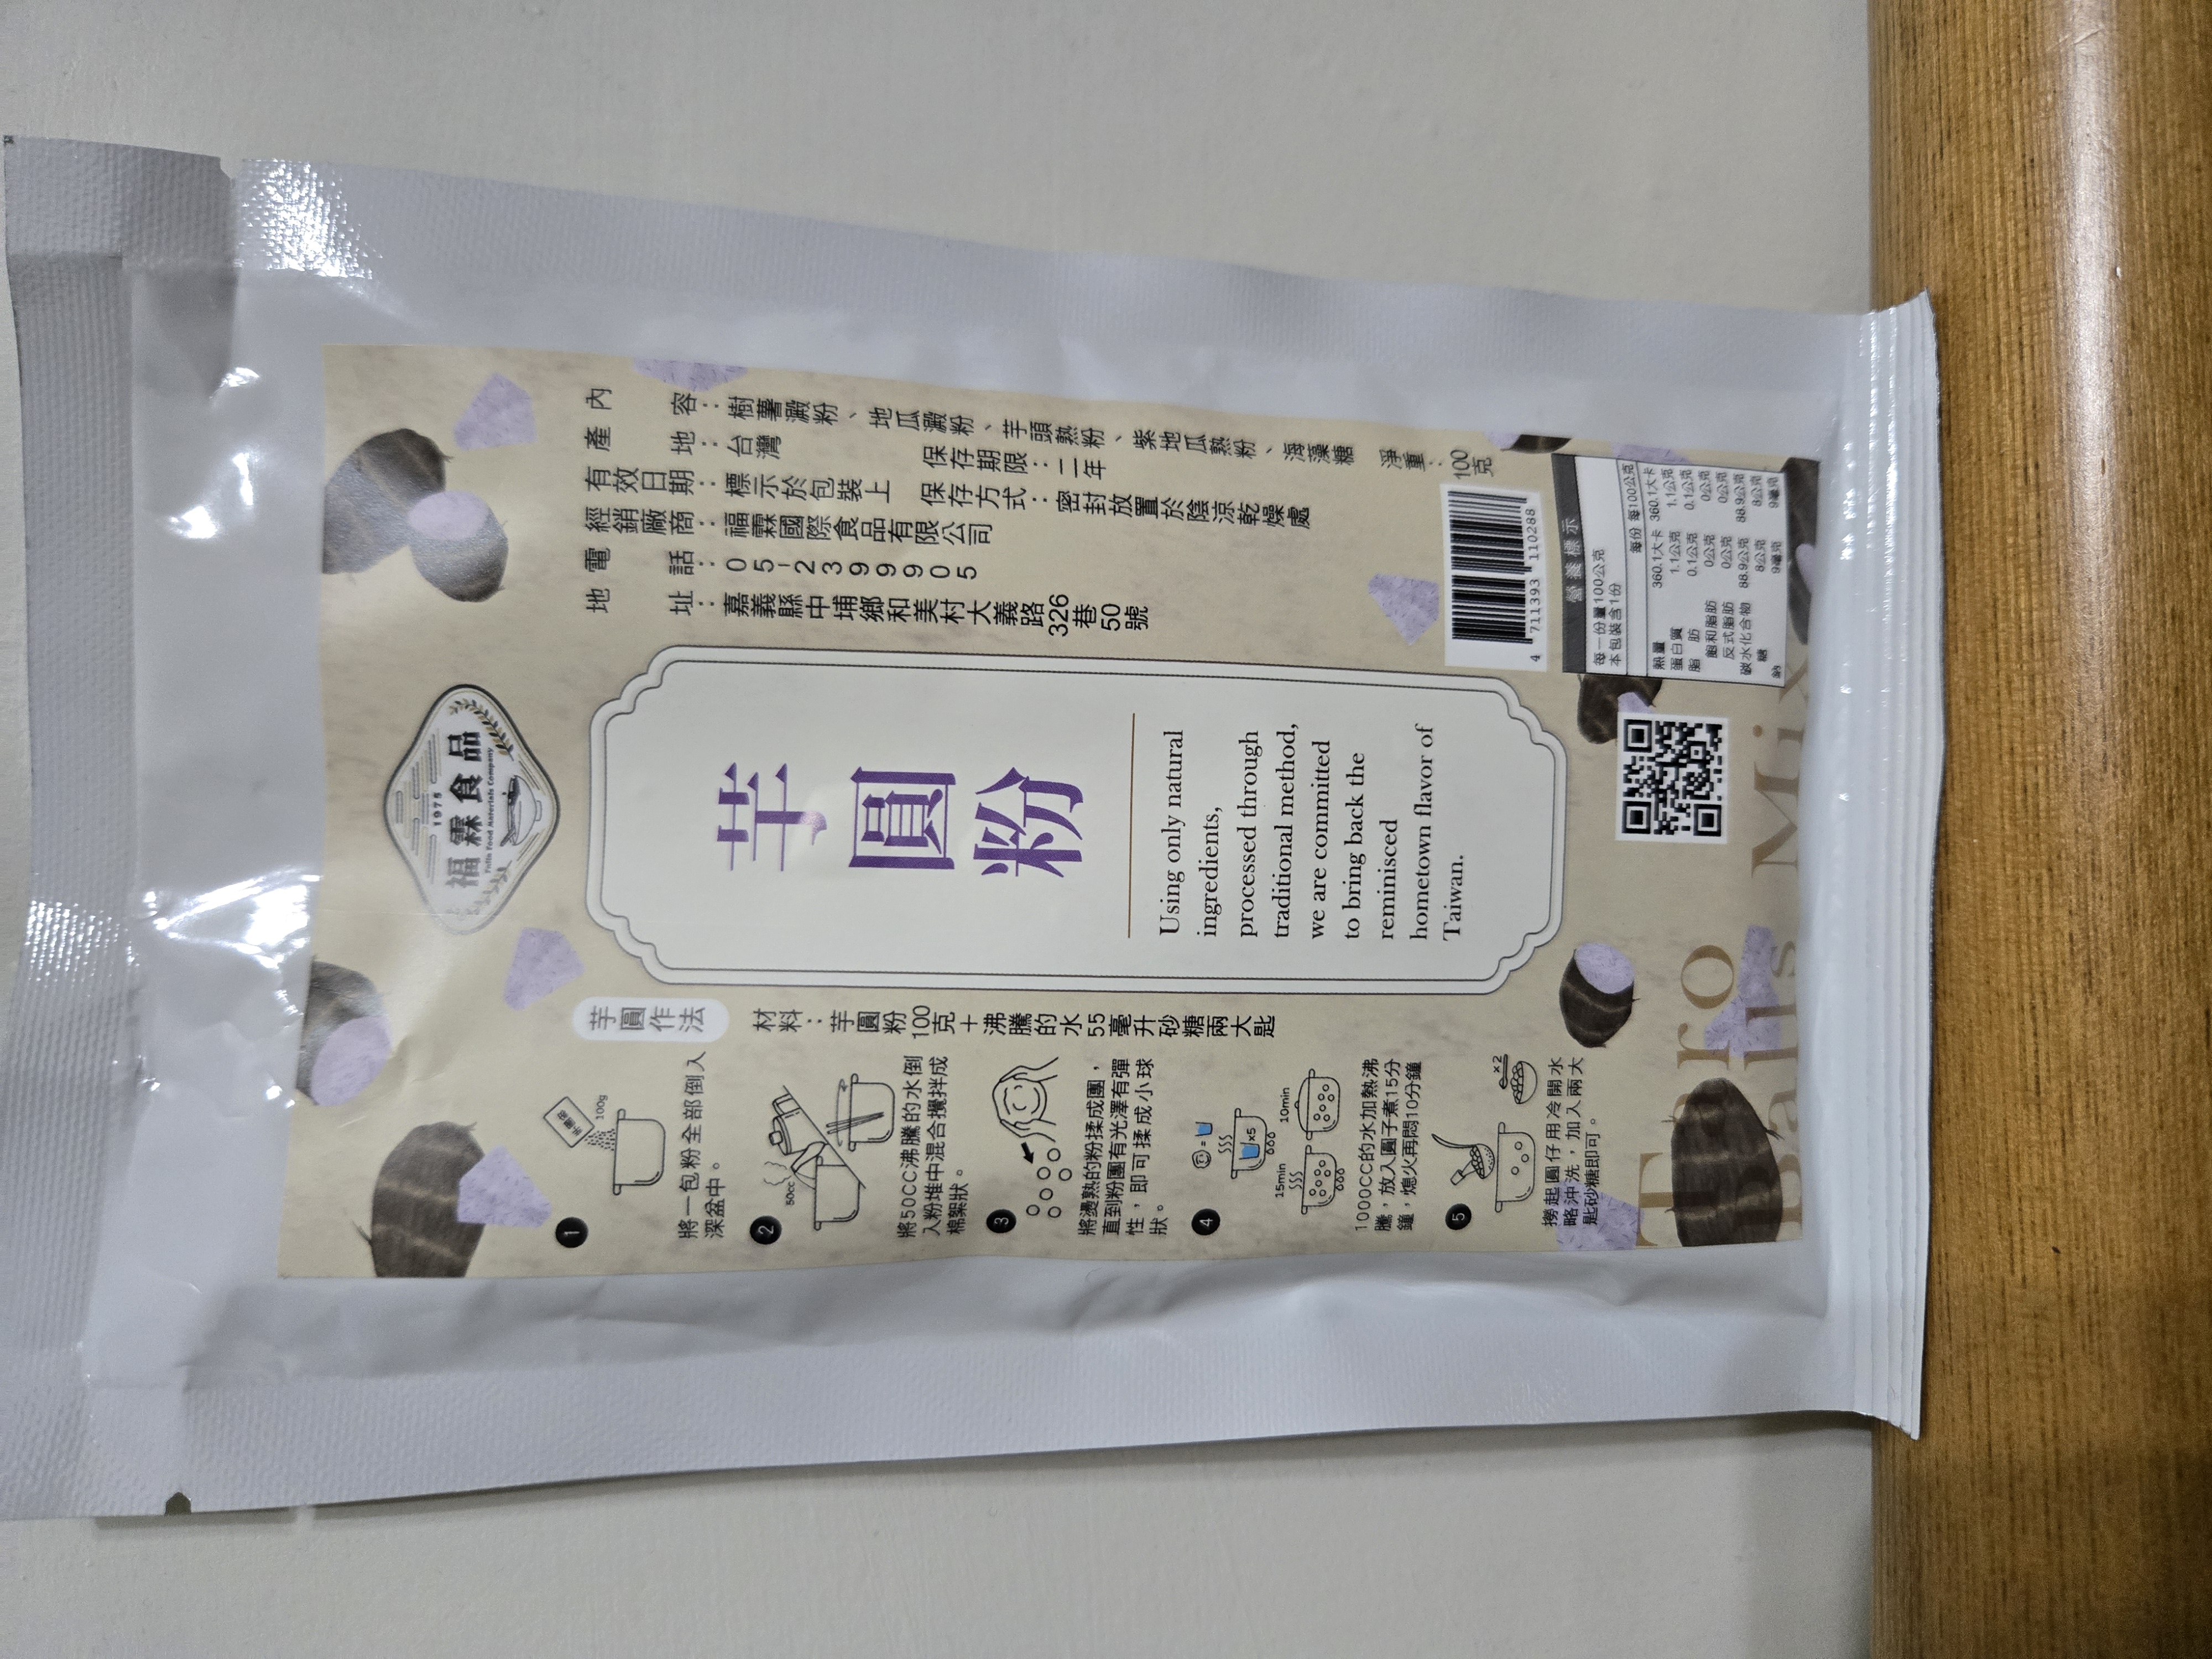 1975
福霖食品
Fulin Food Materials Company
芋圓粉
Using only natural
ingredients,
processed through
traditional method,
we are committed
to bring back the
reminisced
hometown flavor of
Taiwan.
內容：樹薯澱粉、地瓜澱粉、芋頭熟粉、紫地瓜熟粉、海藻糖
淨重：100克
產地：台灣
保存期限：二年
有效日期：標示於包裝上
保存方式：密封放置於陰涼乾燥處
經銷廠商：福霖國際食品有限公司
電話：05-2399905
地址：嘉義縣中埔鄉和美村大義路326巷50號
芋圓作法
材料：芋圓粉100克+沸騰的水55毫升砂糖兩大匙
1
100g
將一包粉全部倒入
深盆中。
2
50cc
將50CC沸騰的水倒
入粉堆中混合攪拌成
棉絮狀。
3
將燙熟的粉揉成團，
直到粉團有光澤有彈
性，即可揉成小球
狀。
4
x5
15min
10min
1000CC的水加熱沸
騰，放入圓子煮15分
鐘，熄火再悶10分鐘
5
x2
撈起圓仔用冷開水
略沖洗，加入兩大
匙砂糖即可。
4 711393 110288
營養標示
每一份量100公克
本包裝含1份
每份 每100公克
熱量 360.1大卡 360.1大卡
蛋白質 1.1公克 1.1公克
脂肪 0.1公克 0.1公克
飽和脂肪 0公克 0公克
反式脂肪 0公克 0公克
碳水化合物 88.9公克 88.9公克
糖 8公克 8公克
鈉 9毫克 9毫克
Taro
Balls Mix